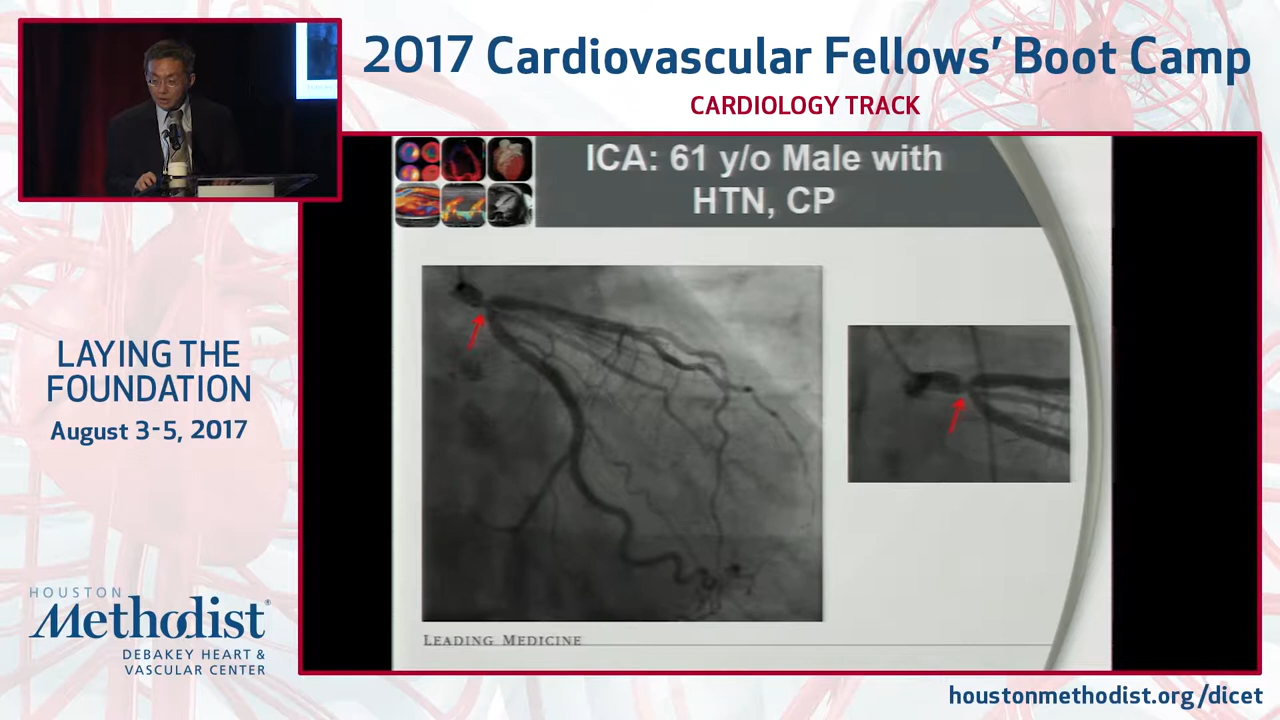 2017 Cardiovascular Fellows’ Boot Camp
CARDIOLOGY TRACK
ICA: 61 y/o Male with
HTN, CP
LAYING THE
FOUNDATION
August 3-5, 2017
HOUSTON
Methodist®
DEBAKEY HEART &
VASCULAR CENTER
LEADING MEDICINE
houstonmethodist.org/dicet